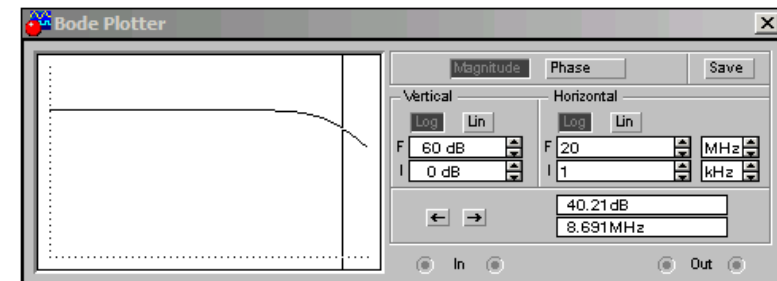 Bode Plotter
Magnitude Phase Save
Vertical Horizontal
Log Lin Log Lin
F 60 dB F 20 MHz
I 0 dB I 1 kHz
40.21dB
8.691MHz
In Out